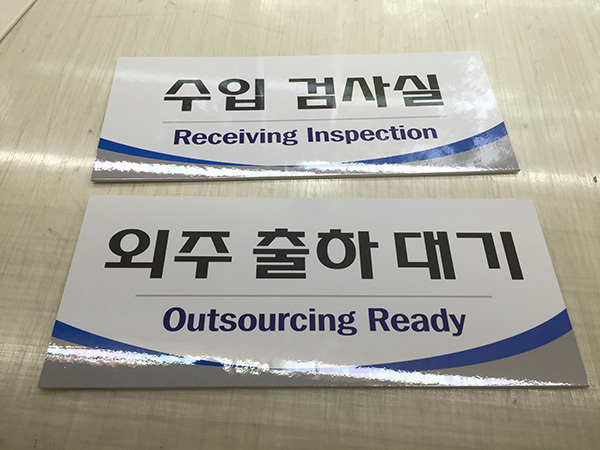 수입 검사실
Receiving Inspection
외주 출하 대기
Outsourcing Ready